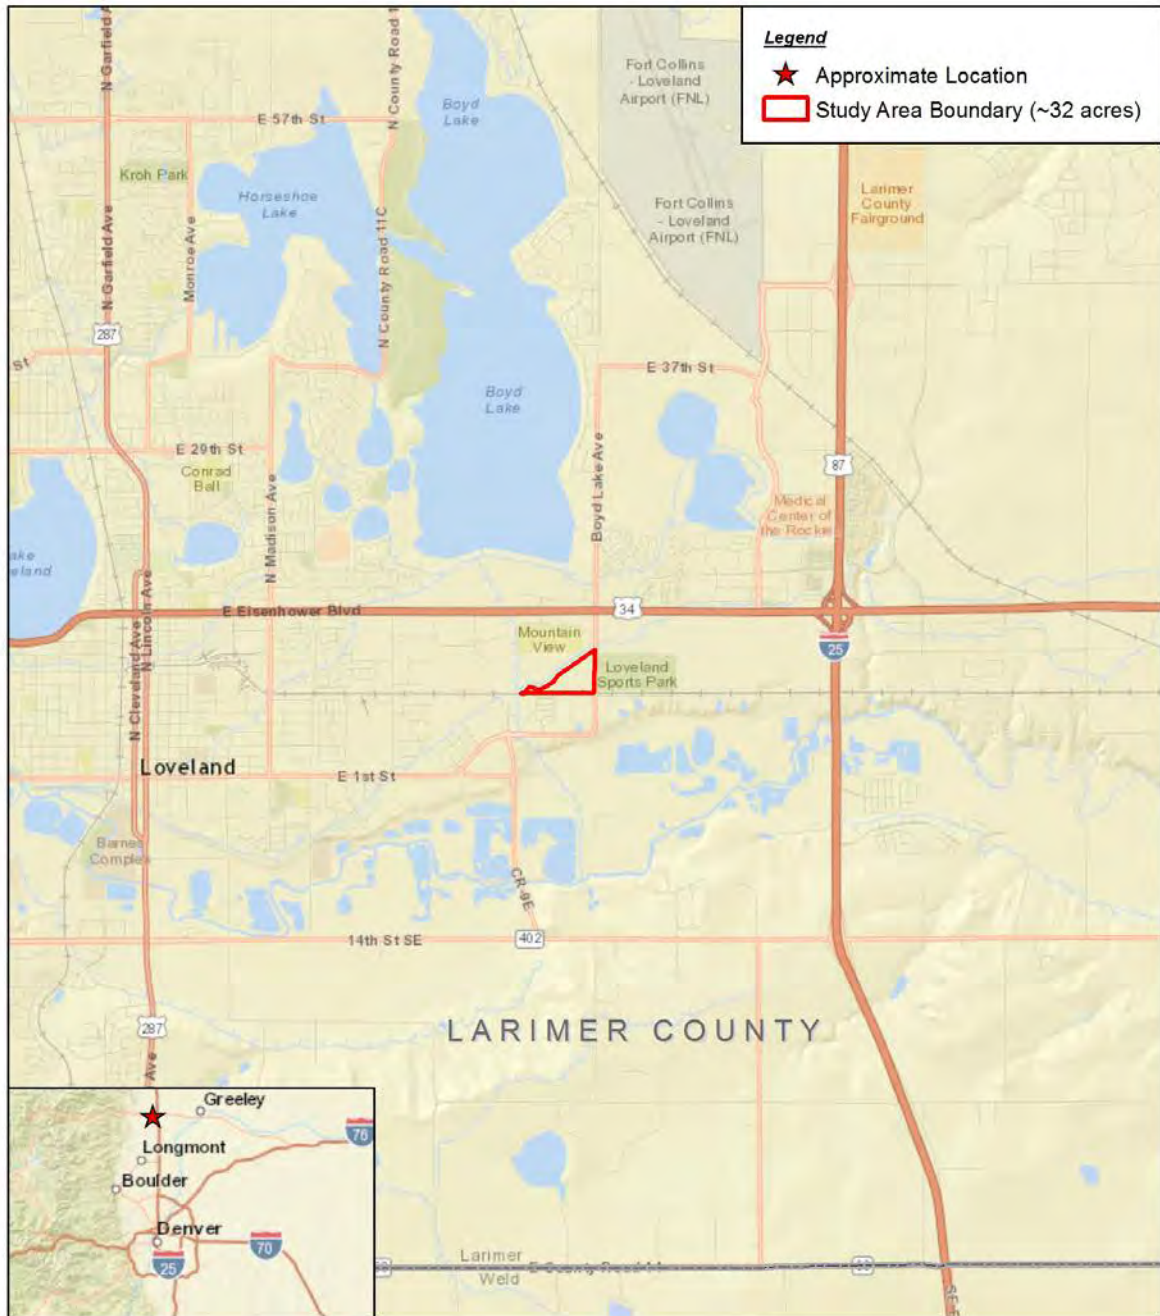 Legend
Approximate Location
Study Area Boundary (~32 acres)
N Garfield A
N County Road 1
Fort Collins
- Loveland
Airport (FNL)
Boyd
Lake
E 57th St
Kroh Park
Horseshoe
Lake
Larimer
County
Fairground
Fort Collins
- Loveland
Airport (FNL)
N Garfield Ave
Monroe Ave
N County Road 11C
287
St
E 37th St
Boyd
Lake
E 29th St
Conrad
Ball
87
Boyd Lake Ave
N Madison Ave
Medical
Center of
the Rockie
ake
eland
N Lincoln Ave
N Cleveland Ave
E Eisenhower Blvd
34
Mountain
View
25
Loveland
Sports Park
Loveland
E 1st St
Barnes
Complex
CR-9E
14th St SE
402
287
LARIMER COUNTY
Ave
Greeley
76
Longmont
Boulder
Denver
70
25
Larimer
Weld